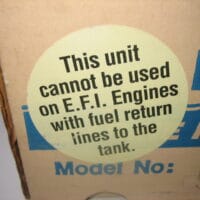 This unit
cannot be used
on E.F.I. Engines
with fuel return
lines to the
tank.
Model No: